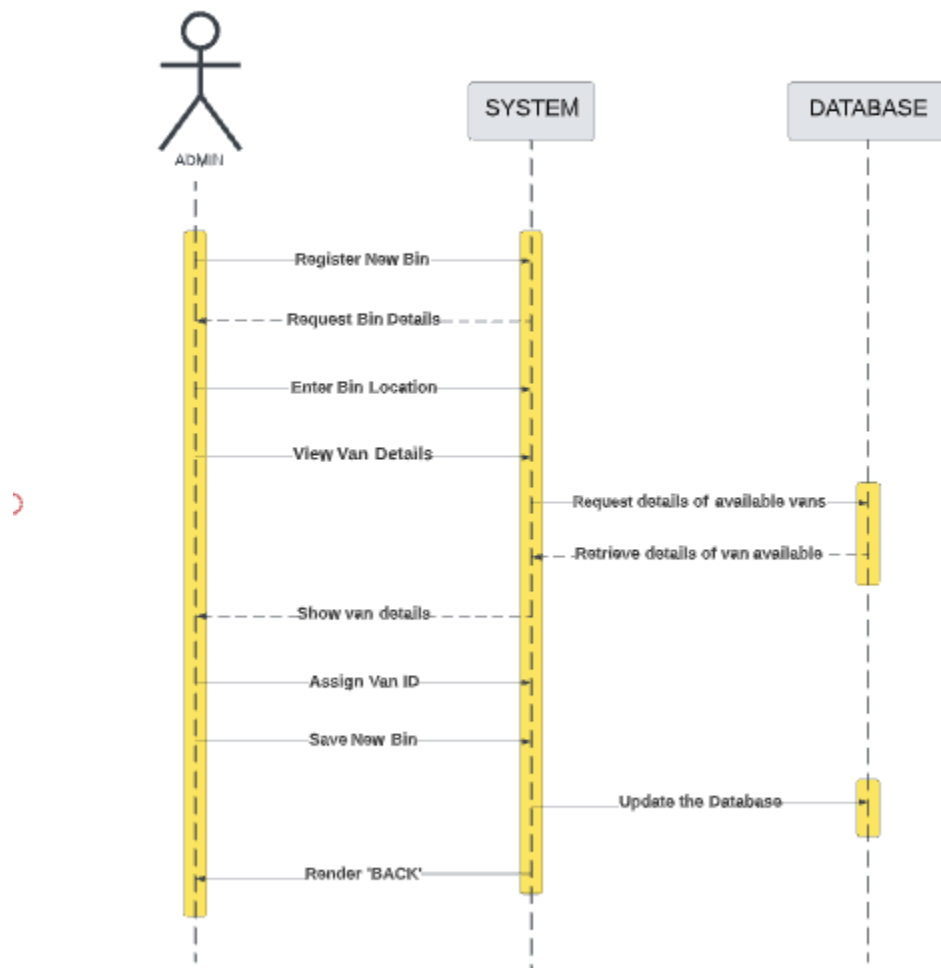 SYSTEM
DATABASE
ADMIN
Register New Bin
Request Bin Details
Enter Bin Location
View Van Details
Request details of available vans
Retrieve details of van available
Show van details
Assign Van ID
Save New Bin
Update the Database
Render 'BACK'